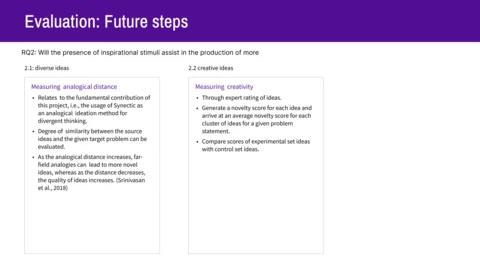 Evaluation: Future steps
RQ2: Will the presence of inspirational stimuli assist in the production of more
2.1: diverse ideas
Measuring analogical distance
• Relates to the fundamental contribution of
this project, i.e., the usage of Synectic as
an analogical ideation method for
divergent thinking.
• Degree of similarity between the source
ideas and the given target problem can be
evaluated.
• As the analogical distance increases, far-
field analogies can lead to more novel
ideas, whereas as the distance decreases,
the quality of ideas increases. (Srinivasan
et al., 2018)
2.2 creative ideas
Measuring creativity
• Through expert rating of ideas.
• Generate a novelty score for each idea and
arrive at an average novelty score for each
cluster of ideas for a given problem
statement.
• Compare scores of experimental set ideas
with control set ideas.